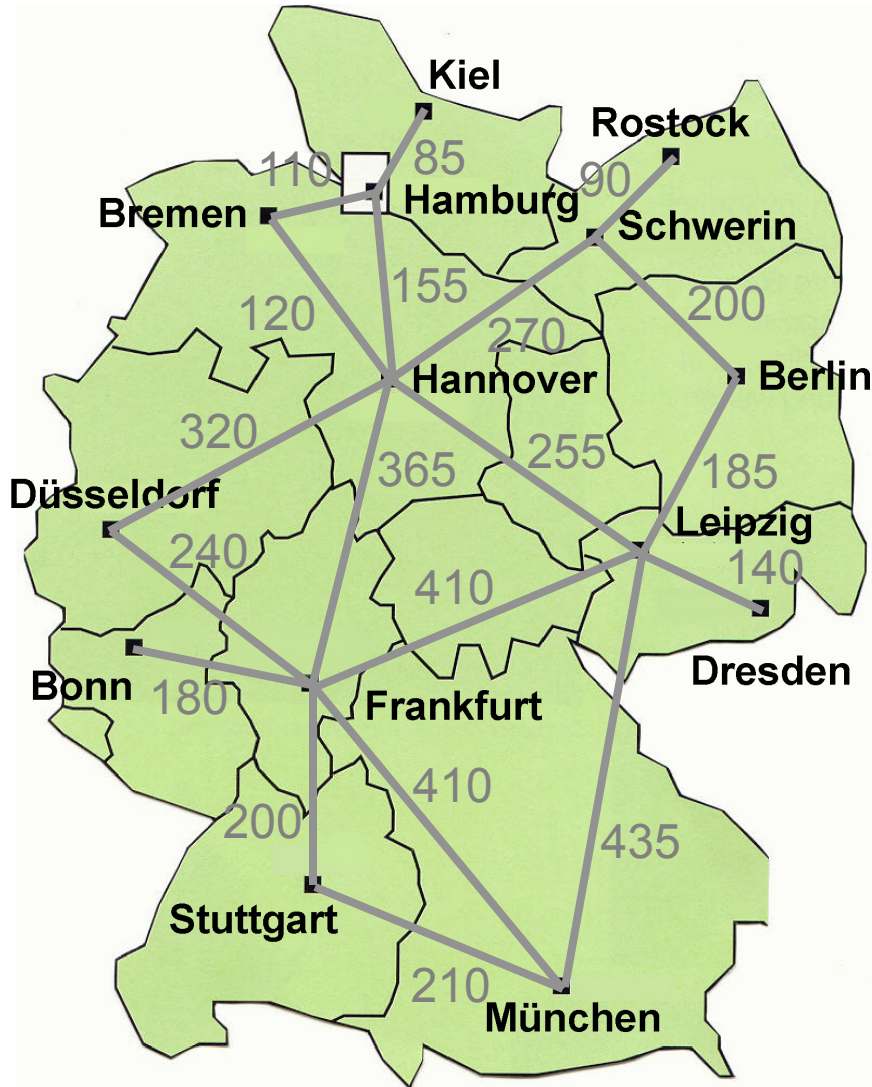 Kiel
Rostock
110
85
90
Hamburg
Bremen
Schwerin
155
200
120
270
Hannover
Berlin
320
365
255
185
Düsseldorf
Leipzig
240
410
140
Bonn
180
Dresden
Frankfurt
410
200
435
Stuttgart
210
München